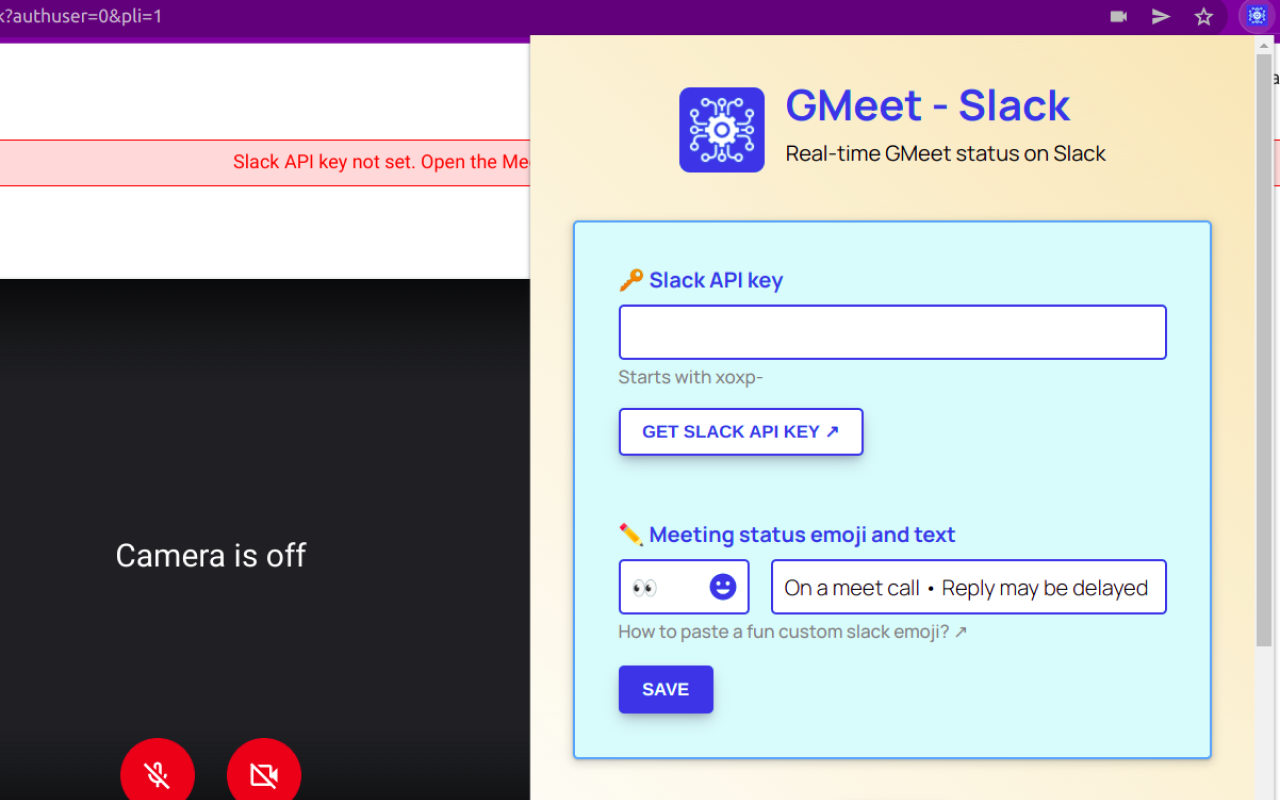 k?authuser=0&pli=1
GMeet - Slack
Real-time GMeet status on Slack
Slack API key not set. Open the
Slack API key
Starts with xoxp-
GET SLACK API KEY ↗
Camera is off
Meeting status emoji and text
On a meet call • Reply may be delayed
How to paste a fun custom slack emoji? ↗
SAVE